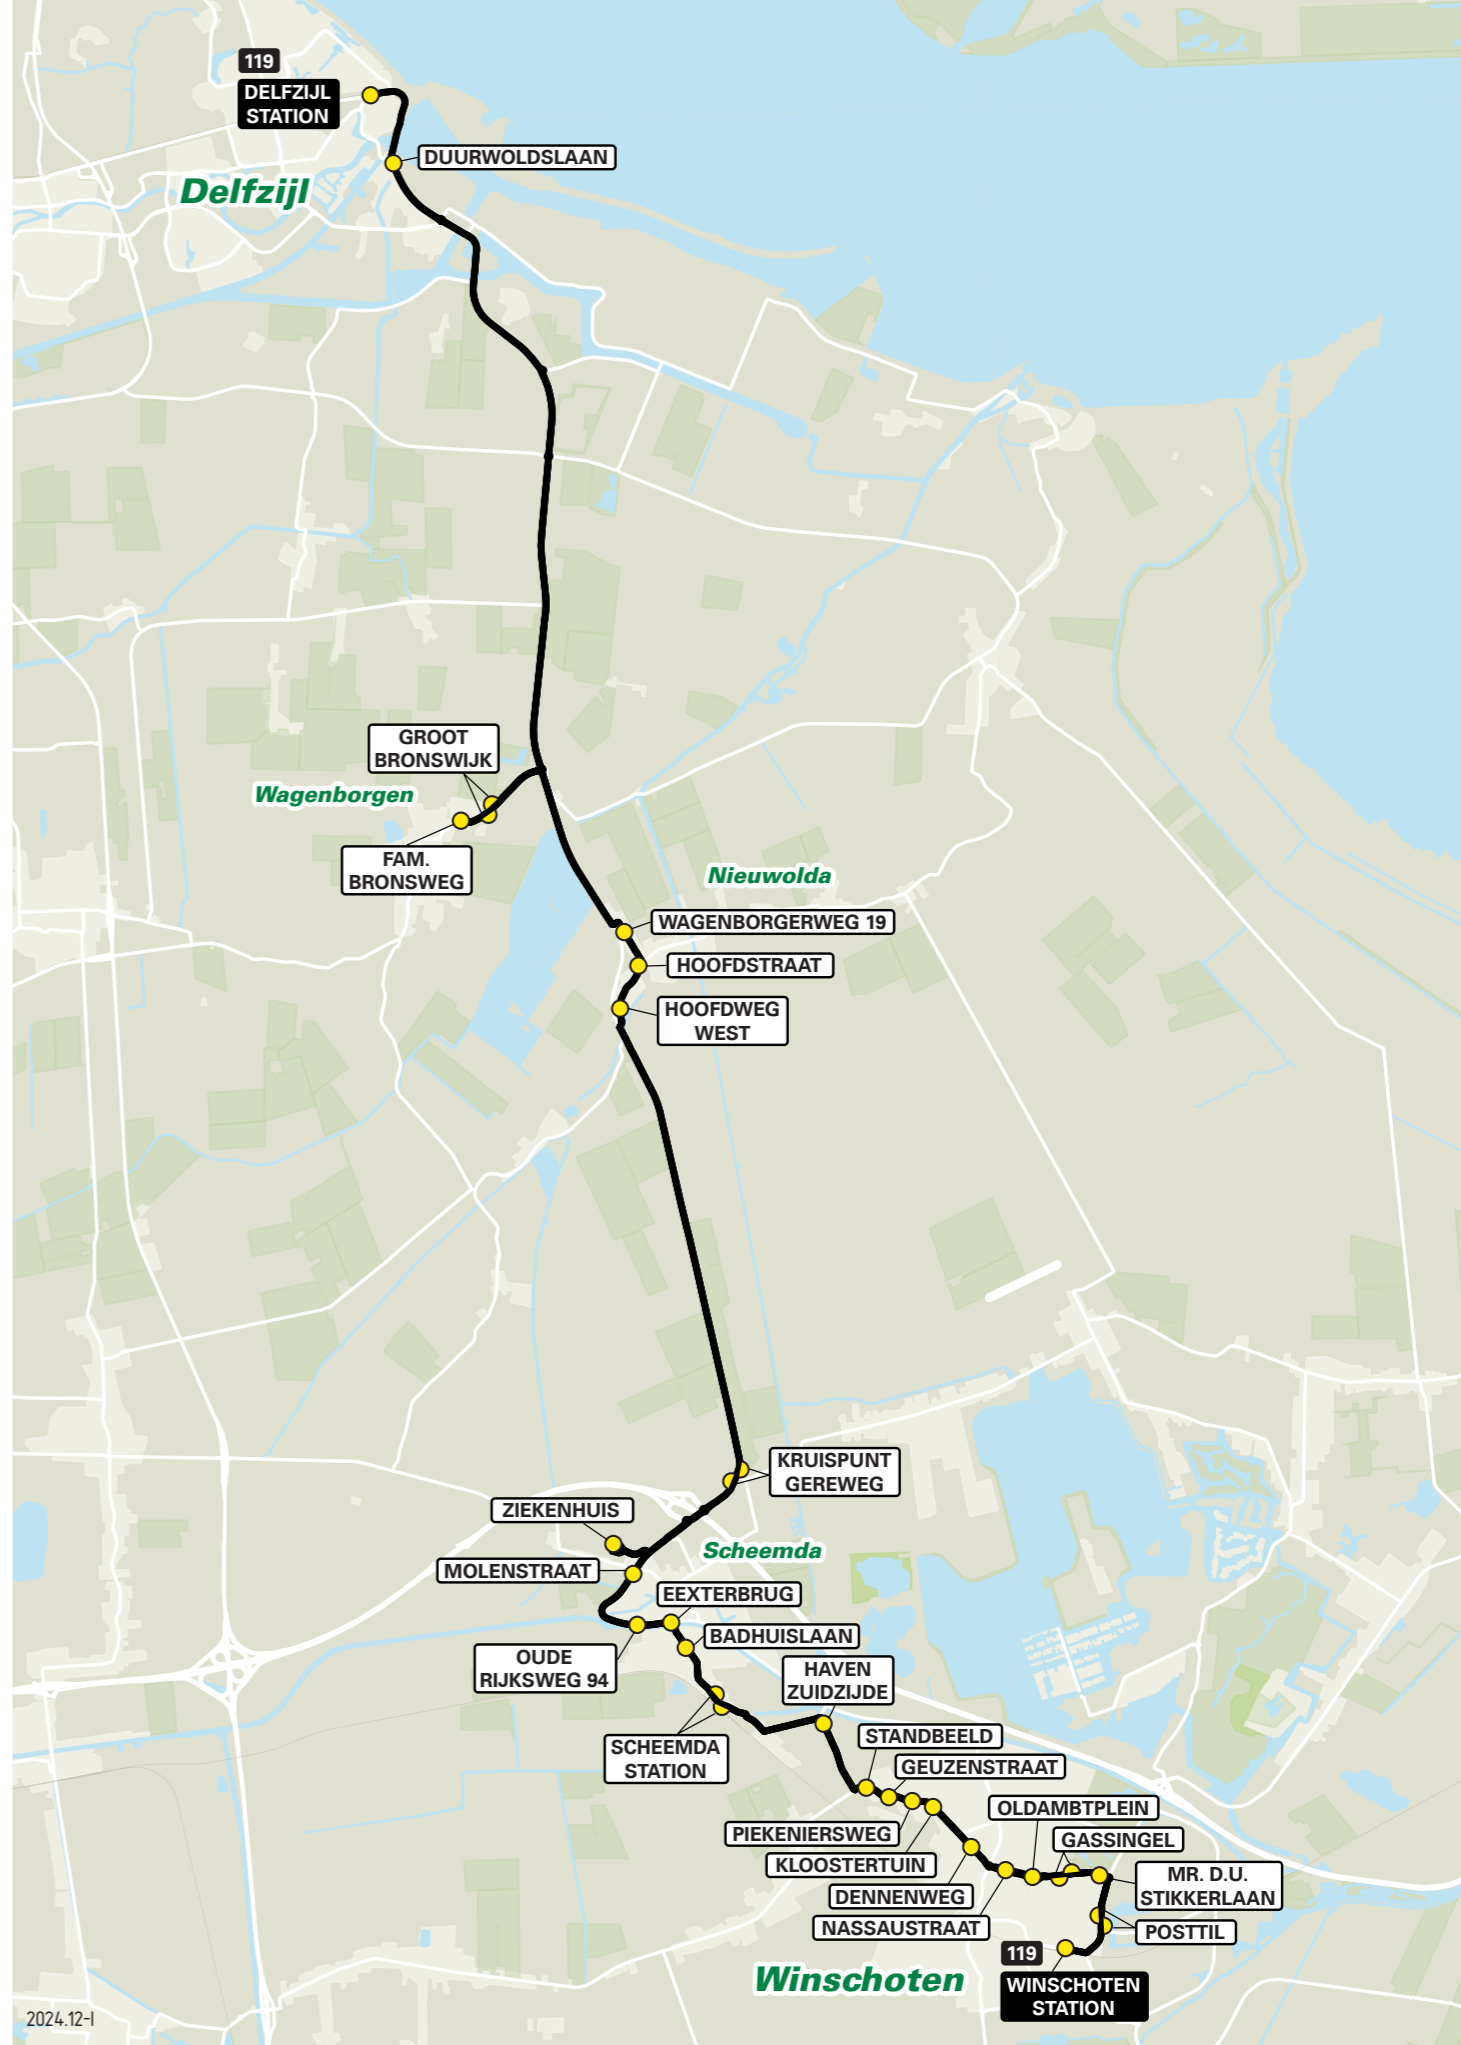 119
DELFZIJL
STATION
DUURWOLDSLAAN
Delfzijl
GROOT
BRONSWIJK
Wagenborgen
FAM.
BRONSWEG
Nieuwolda
WAGENBORGERWEG 19
HOOFDSTRAAT
HOOFDWEG
WEST
KRUISPUNT
GEREWEG
ZIEKENHUIS
Scheemda
MOLENSTRAAT
EEXTERBRUG
BADHUISLAAN
OUDE
RIJKSWEG 94
HAVEN
ZUIDZIJDE
SCHEEMDA
STATION
STANDBEELD
GEUZENSTRAAT
OLDAMBTPLEIN
PIEKENIERSWEG
GASSINGEL
KLOOSTERTUIN
MR. D.U.
STIKKERLAAN
DENNENWEG
NASSAUSTRAAT
POSTTIL
119
Winschoten
WINSCHOTEN
STATION
2024.12-I